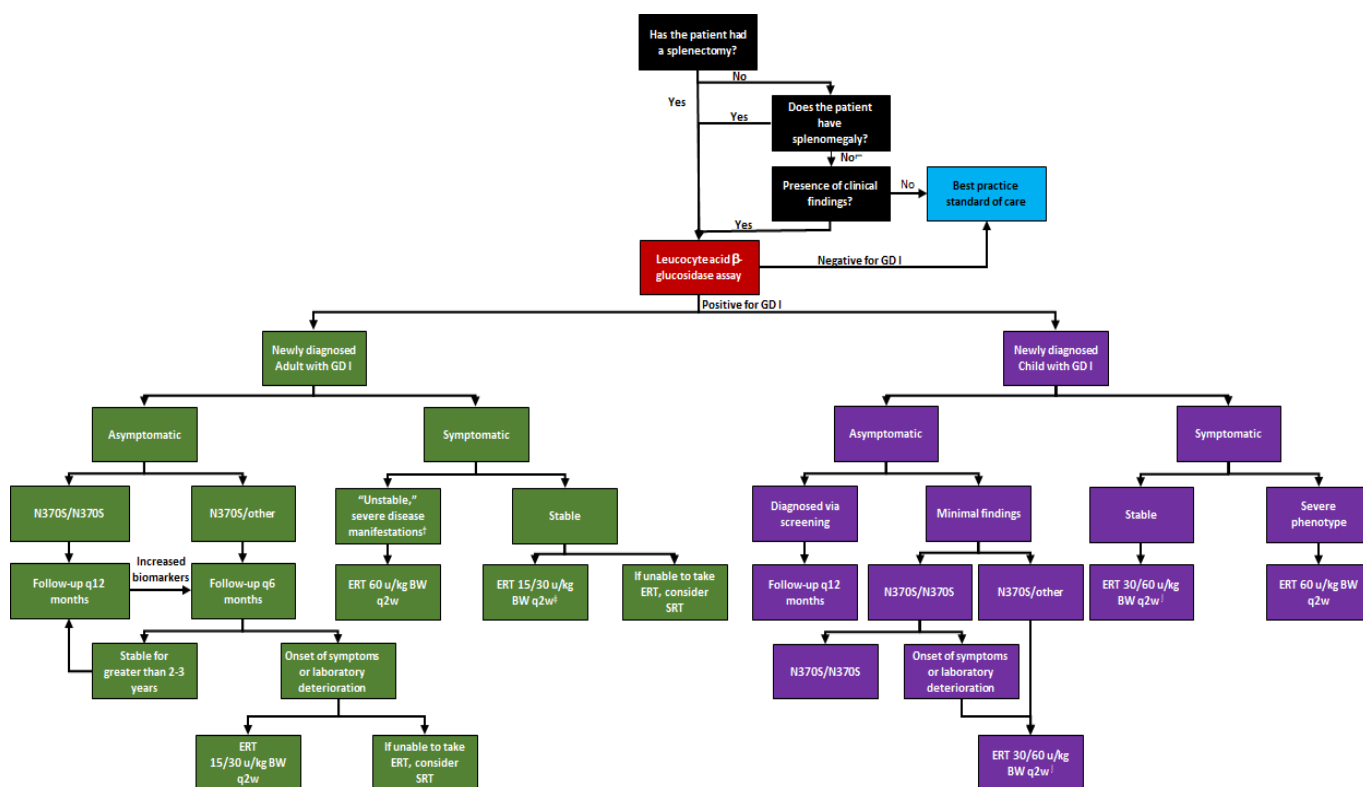 Has the patient had
a splenectomy?
No
Yes
Does the patient
have
splenomegaly?
Yes
No
Presence of clinical
findings?
No
Best practice
standard of care
Yes
Leucocyte acid β-
glucosidase assay
Negative for GD I
Positive for GD I
Newly diagnosed
Adult with GD I
Newly diagnosed
Child with GD I
Asymptomatic
Symptomatic
Asymptomatic
Symptomatic
N370S/N370S
N370S/other
"Unstable,"
severe disease
manifestations†
Stable
Diagnosed via
screening
Minimal findings
Stable
Severe
phenotype
Follow-up q12
months
Increased
biomarkers
Follow-up q6
months
ERT 60 u/kg BW
q2w
ERT 15/30 u/kg
BW q2w‡
If unable to take
ERT, consider
SRT
Follow-up q12
months
N370S/N370S
N370S/other
ERT 30/60 u/kg
BW q2w
ERT 60 u/kg BW
q2w
Stable for
greater than 2-3
years
Onset of symptoms
or laboratory
deterioration
N370S/N370S
Onset of symptoms
or laboratory
deterioration
ERT
15/30 u/kg BW
q2w
If unable to take
ERT, consider
SRT
ERT 30/60 u/kg
BW q2w